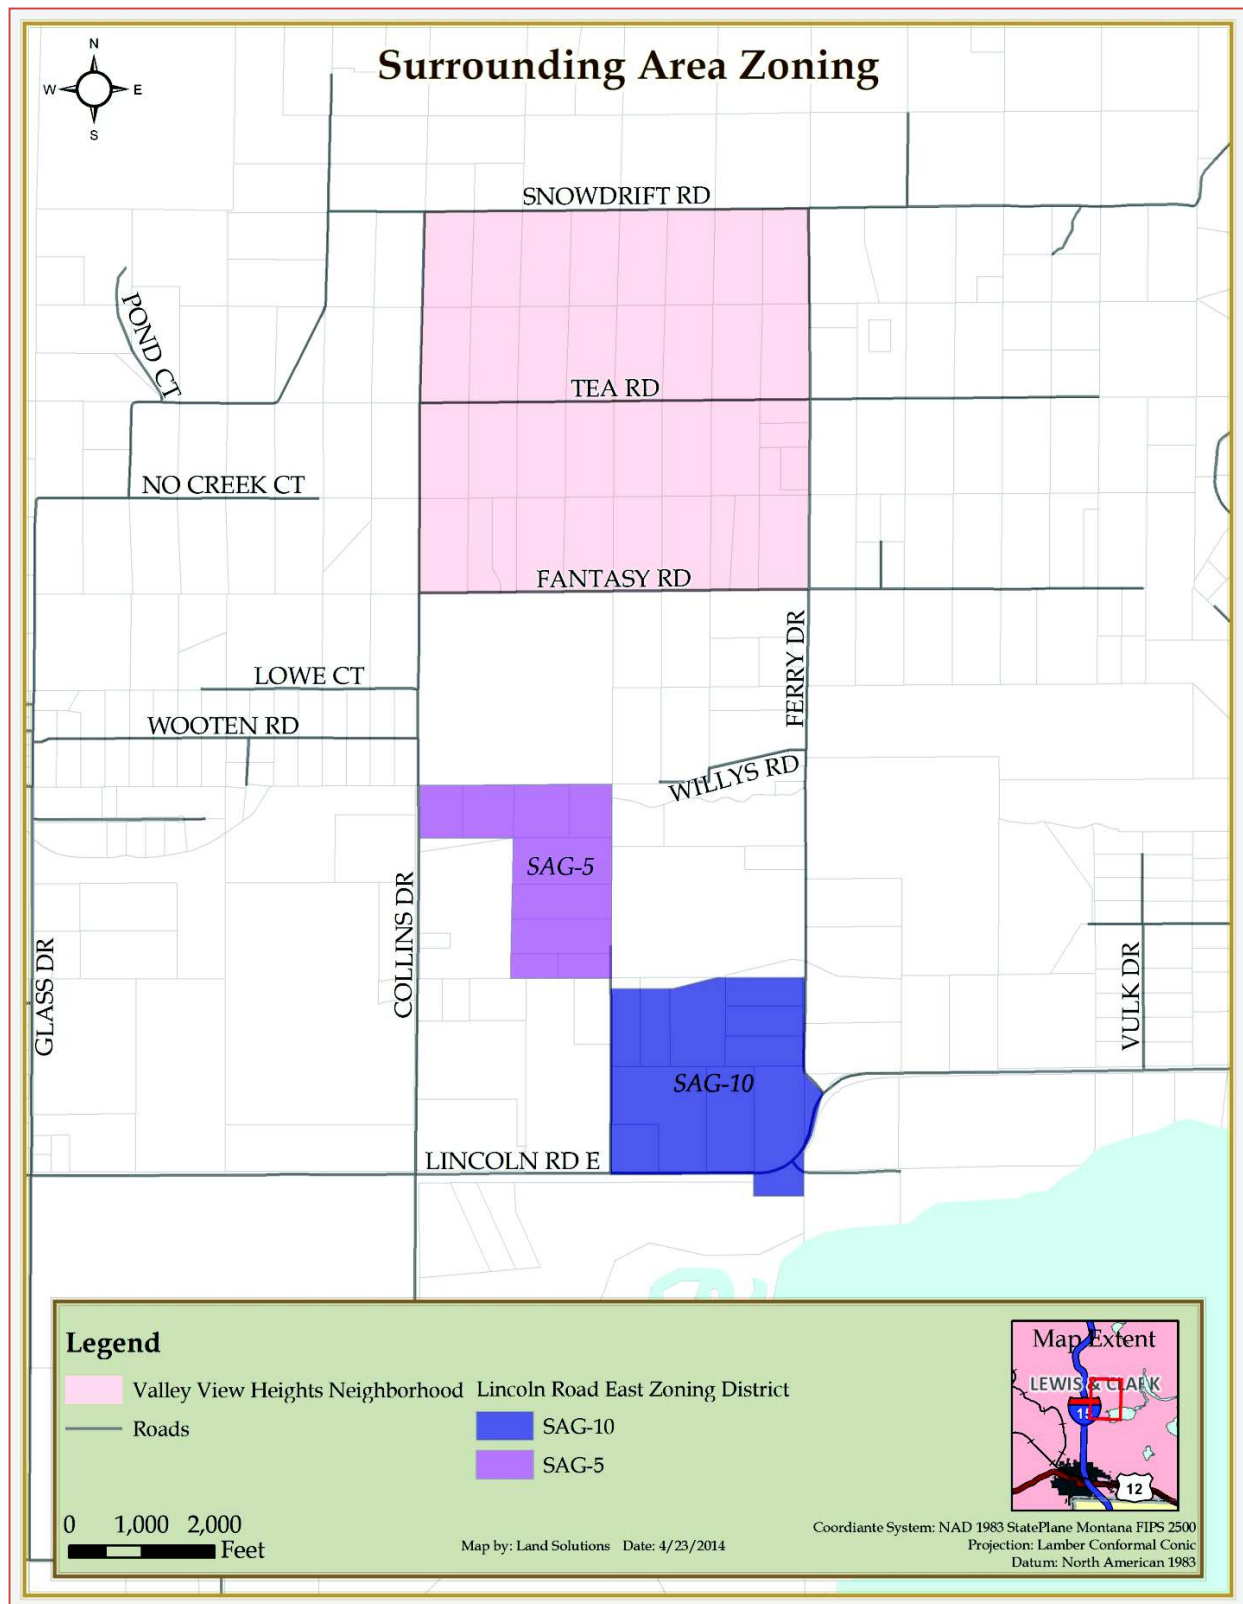 Surrounding Area Zoning
N
W E
S
SNOWDRIFT RD
POND CT
TEA RD
NO CREEK CT
FANTASY RD
FERRY DR
LOWE CT
WOOTEN RD
WILLYS RD
SAG-5
COLLINS DR
GLASS DR
VULK DR
SAG-10
LINCOLN RD E
Legend
Valley View Heights Neighborhood
Roads
Lincoln Road East Zoning District
SAG-10
SAG-5
0 1,000 2,000
Feet
Map by: Land Solutions Date: 4/23/2014
Map Extent
LEWIS & CLARK
15
12
Coordiante System: NAD 1983 StatePlane Montana FIPS 2500
Projection: Lamber Conformal Conic
Datum: North American 1983